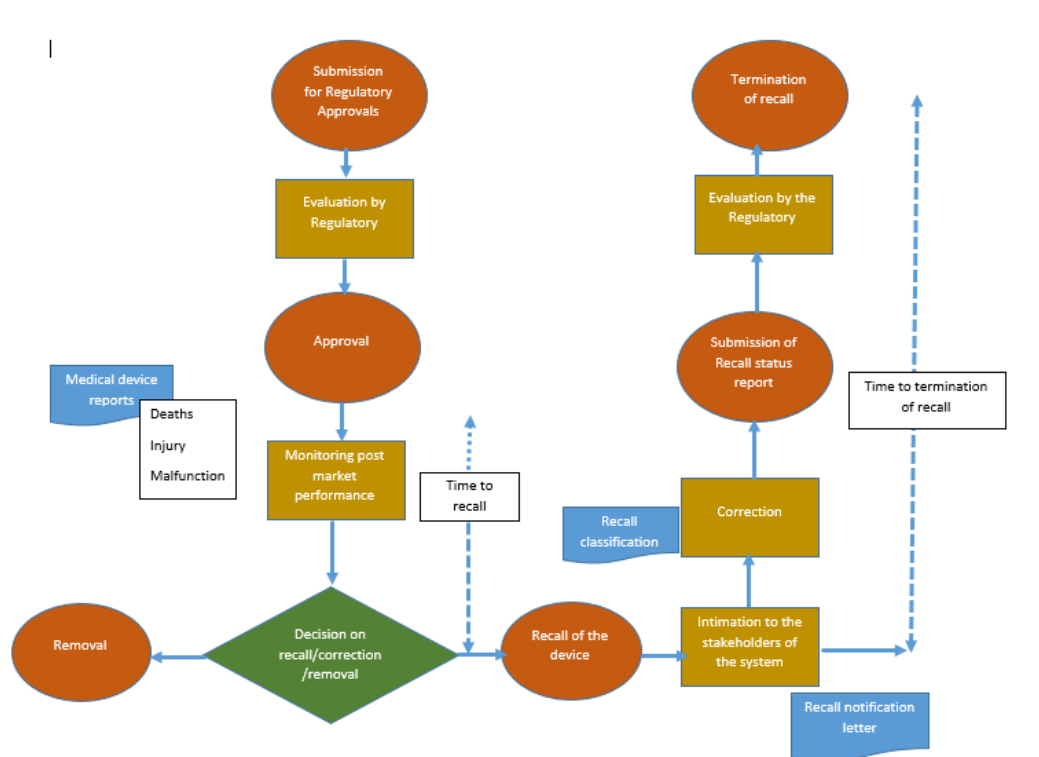 Submission
for Regulatory
Approvals
Evaluation by
Regulatory
Approval
Medical device
reports
Deaths
Injury
Malfunction
Monitoring post
market
performance
Time to
recall
Removal
Decision on
recall/correction
/removal
Recall of the
device
Intimation to the
stakeholders of
the system
Recall notification
letter
Recall
classification
Correction
Submission of
Recall status
report
Time to termination
of recall
Evaluation by the
Regulatory
Termination
of recall